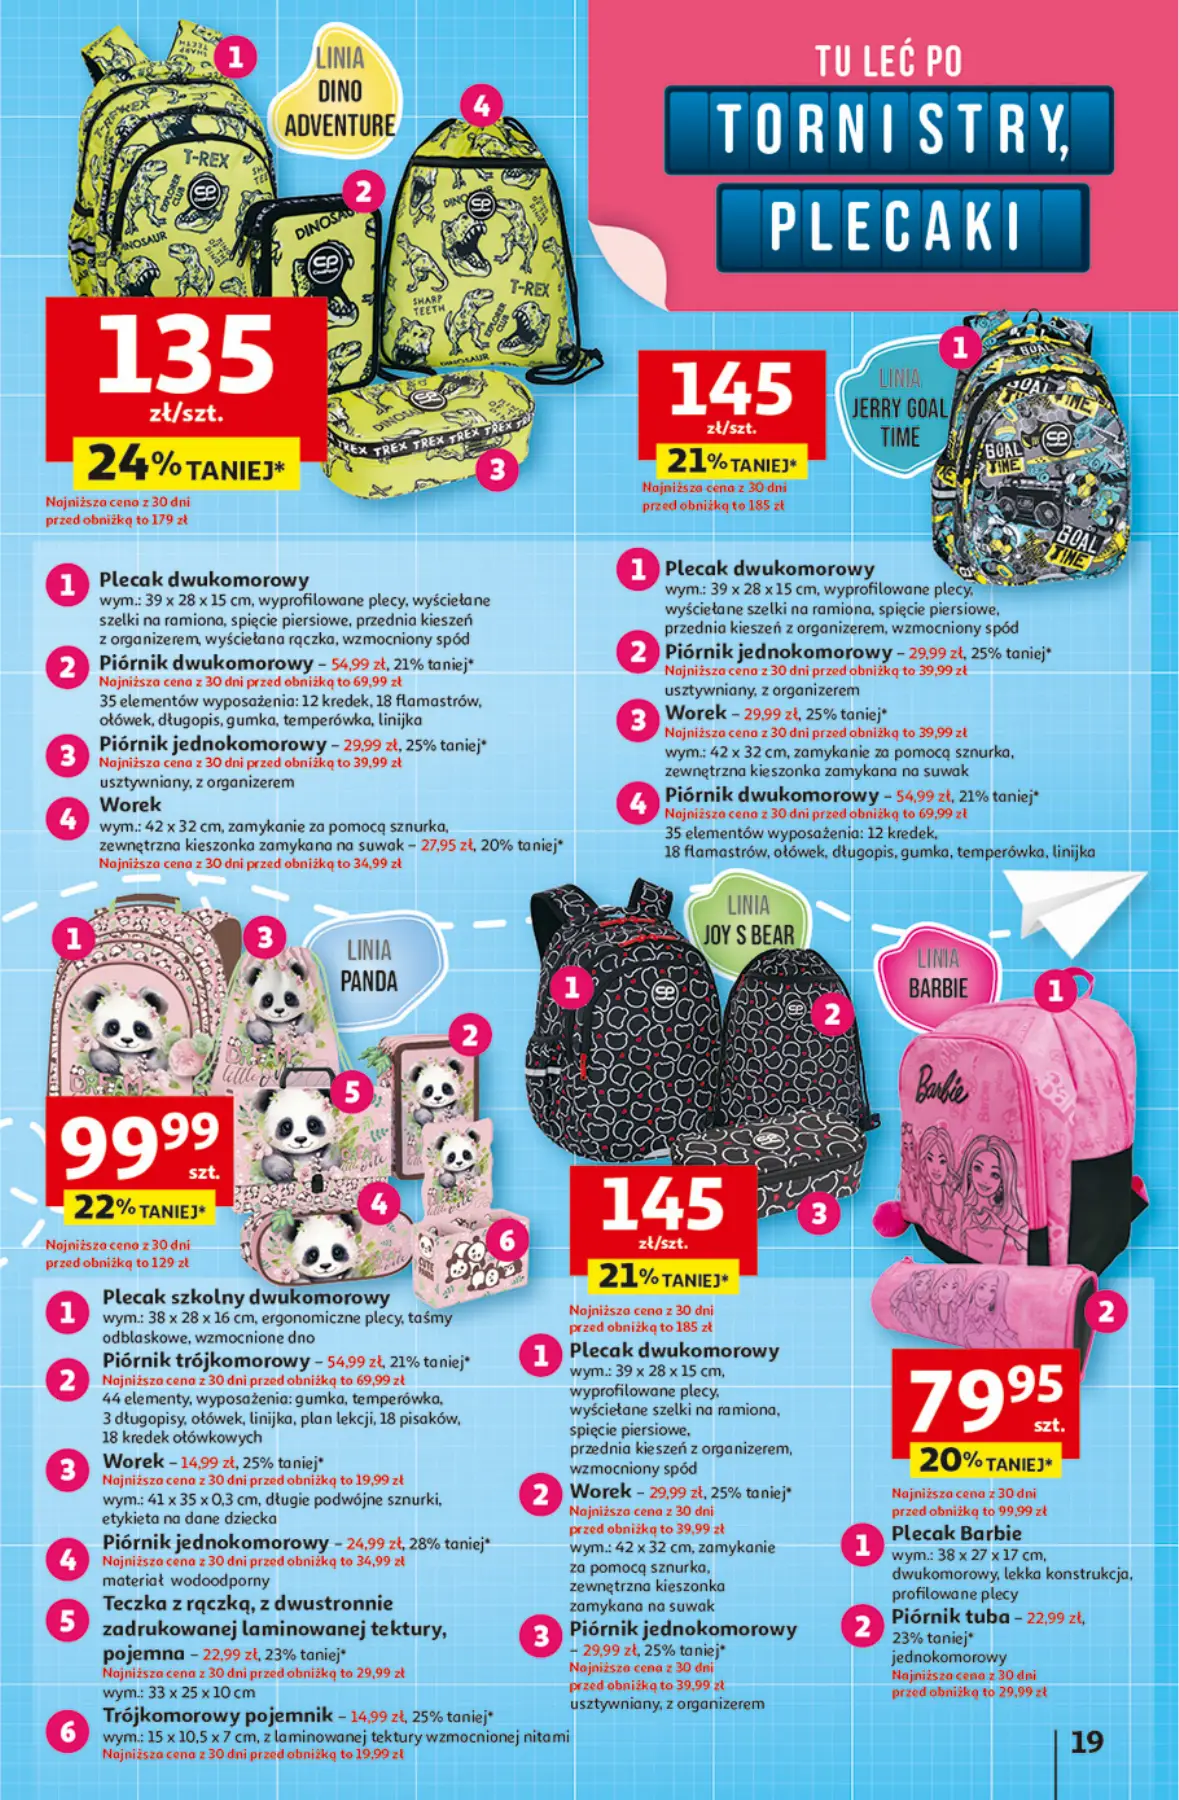 TU LEĆ PO
TORNISTRY,
PLECAKI
LINIA
DINO
ADVENTURE
1
4
2
3
T-REX
EXPLORER CLUB
DINOSAUR
SHARP TEETH
135
zł/szt.
24% TANIEJ*
Najniższa cena z 30 dni
przed obniżką to 179 zł
1 Plecak dwukomorowy
wym.: 39 x 28 x 15 cm, wyprofilowane plecy, wyściełane
szelki na ramiona, spięcie piersiowe, przednia kieszeń
z organizerem, wyściełana rączka, wzmocniony spód
2 Piórnik dwukomorowy – 54,99 zł, 21% taniej*
Najniższa cena z 30 dni przed obniżką to 69,99 zł
35 elementów wyposażenia: 12 kredek, 18 flamastrów,
ołówek, długopis, gumka, temperówka, linijka
3 Piórnik jednokomorowy – 29,99 zł, 25% taniej*
Najniższa cena z 30 dni przed obniżką to 39,99 zł
usztywniany, z organizerem
4 Worek
wym.: 42 x 32 cm, zamykanie za pomocą sznurka,
zewnętrzna kieszonka zamykana na suwak – 27,95 zł, 20% taniej*
Najniższa cena z 30 dni przed obniżką to 34,99 zł
LINIA
JERRY GOAL
TIME
1
GOAL
TIME
145
zł/szt.
21% TANIEJ*
Najniższa cena z 30 dni
przed obniżką to 185 zł
1 Plecak dwukomorowy
wym.: 39 x 28 x 15 cm, wyprofilowane plecy,
wyściełane szelki na ramiona, spięcie piersiowe,
przednia kieszeń z organizerem, wzmocniony spód
2 Piórnik jednokomorowy – 29,99 zł, 25% taniej*
Najniższa cena z 30 dni przed obniżką to 39,99 zł
usztywniany, z organizerem
3 Worek – 29,99 zł, 25% taniej*
Najniższa cena z 30 dni przed obniżką to 39,99 zł
wym.: 42 x 32 cm, zamykanie za pomocą sznurka,
zewnętrzna kieszonka zamykana na suwak
4 Piórnik dwukomorowy – 54,99 zł, 21% taniej*
Najniższa cena z 30 dni przed obniżką to 69,99 zł
35 elementów wyposażenia: 12 kredek,
18 flamastrów, ołówek, długopis, gumka, temperówka, linijka
LINIA
PANDA
1
3
2
5
4
6
99 99
szt.
22% TANIEJ*
Najniższa cena z 30 dni
przed obniżką to 129 zł
1 Plecak szkolny dwukomorowy
wym.: 38 x 28 x 16 cm, ergonomiczne plecy, taśmy
odblaskowe, wzmocnione dno
2 Piórnik trójkomorowy – 54,99 zł, 21% taniej*
Najniższa cena z 30 dni przed obniżką to 69,99 zł
44 elementy, wyposażenia: gumka, temperówka,
3 długopisy, ołówek, linijka, plan lekcji, 18 pisaków,
18 kredek ołówkowych
3 Worek – 14,99 zł, 25% taniej*
Najniższa cena z 30 dni przed obniżką to 19,99 zł
wym.: 41 x 35 x 0,3 cm, długie podwójne sznurki,
etykieta na dane dziecka
4 Piórnik jednokomorowy – 24,99 zł, 28% taniej*
Najniższa cena z 30 dni przed obniżką to 34,99 zł
materiał wodoodporny
5 Teczka z rączką, z dwustronnie
zadrukowanej laminowanej tektury,
pojemna – 22,99 zł, 23% taniej*
Najniższa cena z 30 dni przed obniżką to 29,99 zł
wym.: 33 x 25 x 10 cm
6 Trójkomorowy pojemnik – 14,99 zł, 25% taniej*
wym.: 15 x 10,5 x 7 cm, z laminowanej tektury wzmocnionej nitami
Najniższa cena z 30 dni przed obniżką to 19,99 zł
LINIA
JOY S BEAR
1
2
3
145
zł/szt.
21% TANIEJ*
Najniższa cena z 30 dni
przed obniżką to 185 zł
1 Plecak dwukomorowy
wym.: 39 x 28 x 15 cm,
wyprofilowane plecy,
wyściełane szelki na ramiona,
spięcie piersiowe,
przednia kieszeń z organizerem,
wzmocniony spód
2 Worek – 29,99 zł, 25% taniej*
Najniższa cena z 30 dni
przed obniżką to 39,99 zł
wym.: 42 x 32 cm, zamykanie
za pomocą sznurka,
zewnętrzna kieszonka
zamykana na suwak
3 Piórnik jednokomorowy
– 29,99 zł, 25% taniej*
Najniższa cena z 30 dni
przed obniżką to 39,99 zł
usztywniany, z organizerem
LINIA
BARBIE
1
Barbie
2
79 95
20% TANIEJ*
Najniższa cena z 30 dni
przed obniżką to 99,99 zł
1 Plecak Barbie
wym.: 38 x 27 x 17 cm,
dwukomorowy, lekka konstrukcja,
profilowane plecy
2 Piórnik tuba – 22,99 zł,
23% taniej*
jednokomorowy
Najniższa cena z 30 dni
przed obniżką to 29,99 zł
19